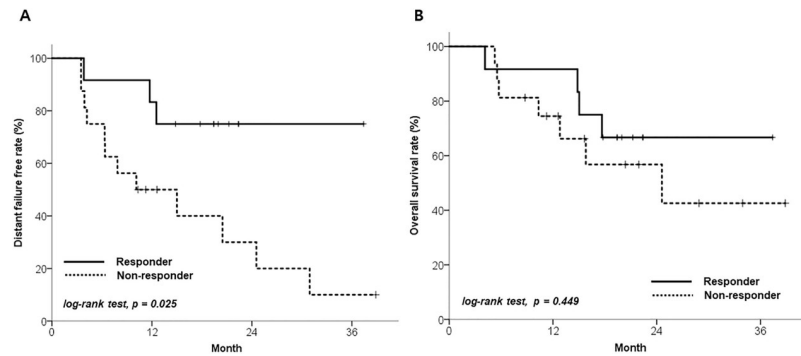 A
Distant failure free rate (%)
100
80
60
40
20
0
0 12 24 36
Month
Responder
Non-responder
log-rank test, p = 0.025
B
Overall survival rate (%)
100
80
60
40
20
0
0 12 24 36
Month
Responder
Non-responder
log-rank test, p = 0.449